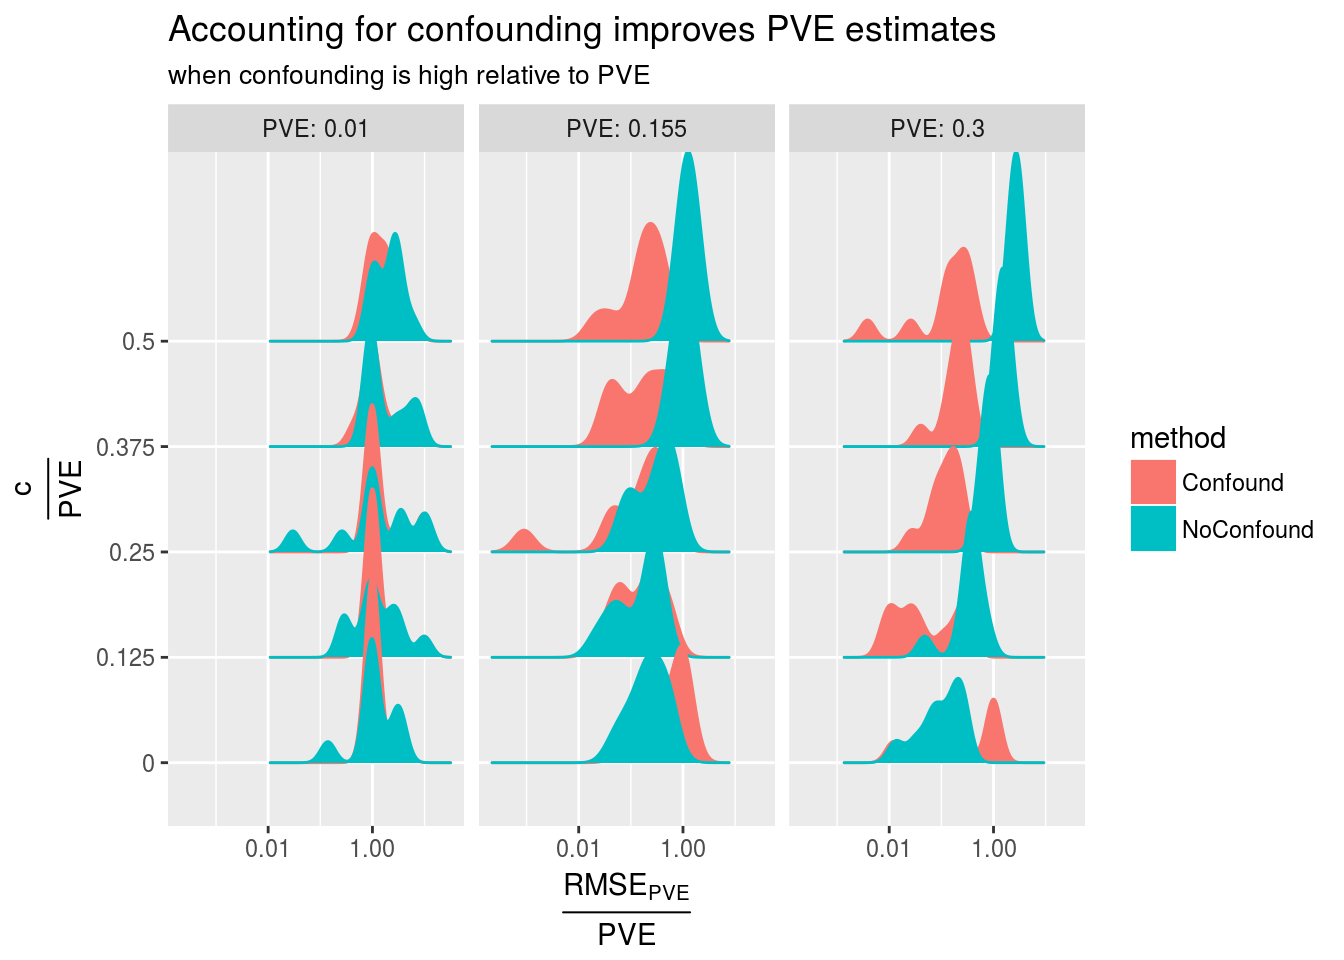 Accounting for confounding improves PVE estimates
when confounding is high relative to PVE
PVE: 0.01
PVE: 0.155
PVE: 0.3
c
PVE
0.5
0.375
0.25
0.125
0
0.01
1.00
0.01
1.00
0.01
1.00
RMSE_PVE
PVE
method
Confound
NoConfound